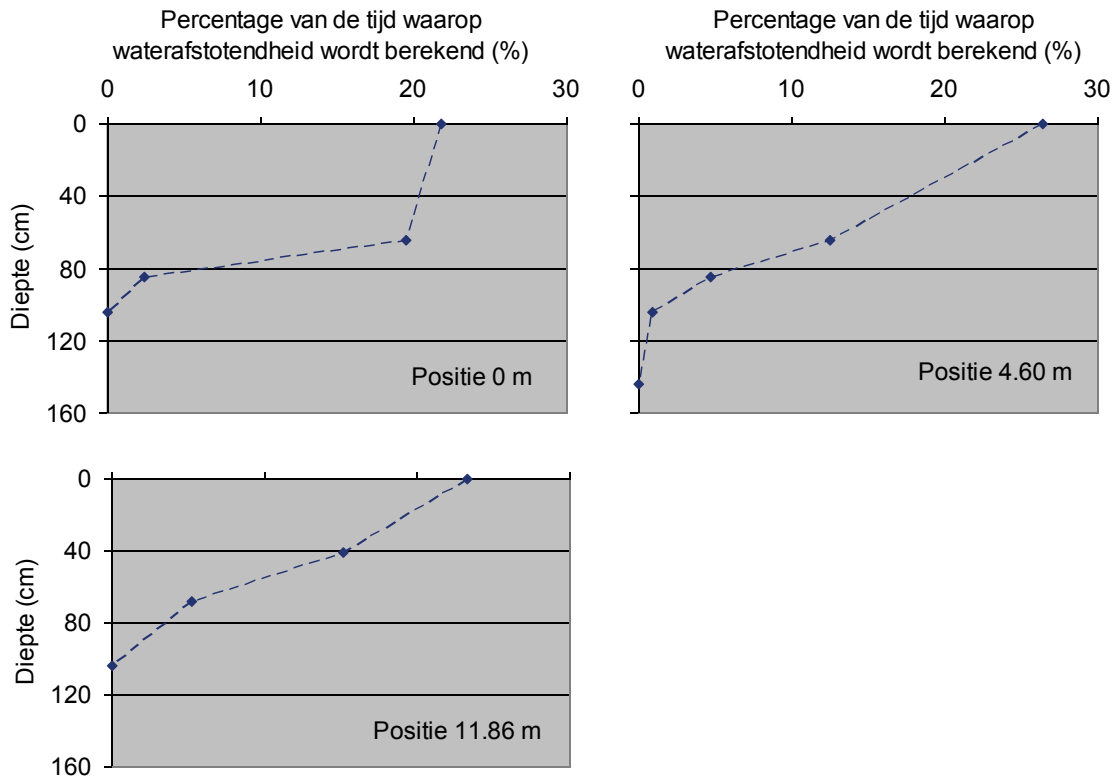 Percentage van de tijd waarop
waterafstotendheid wordt berekend (%)
0 10 20 30
0
40
80
120
160
Diepte (cm)
Positie 0 m
Percentage van de tijd waarop
waterafstotendheid wordt berekend (%)
0 10 20 30
Positie 4.60 m
0
40
80
120
160
Diepte (cm)
Positie 11.86 m